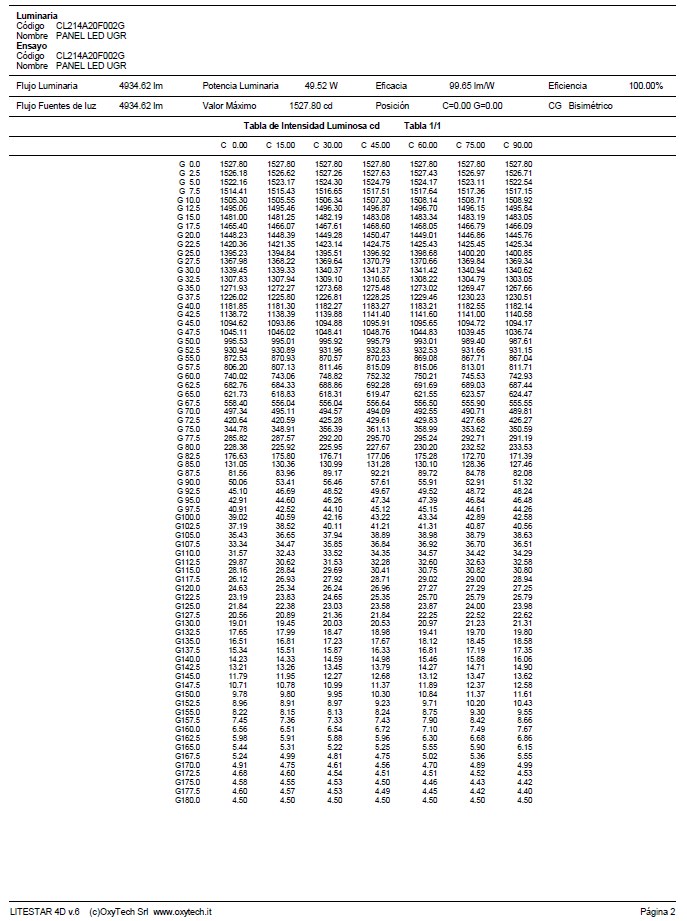 Luminaria
Código CL214A20F002G
Nombre PANEL LED UGR
Ensayo
Código CL214A20F002G
Nombre PANEL LED UGR
Flujo Luminaria 4934.62 lm Potencia Luminaria 49.52 W Eficacia 99.65 lm/W Eficiencia 100.00%
Flujo Fuentes de luz 4934.62 lm Valor Máximo 1527.80 cd Posición C=0.00 G=0.00 CG Bisimétrico
Tabla de Intensidad Luminosa cd Tabla 1/1
C 0.00 C 15.00 C 30.00 C 45.00 C 60.00 C 75.00 C 90.00
G 0.0 1527.80 1527.80 1527.80 1527.80 1527.80 1527.80 1527.80
G 2.5 1526.18 1526.62 1527.26 1527.63 1527.43 1526.97 1526.71
G 5.0 1522.16 1523.17 1524.30 1524.79 1524.17 1523.11 1522.54
G 7.5 1514.41 1515.43 1516.65 1517.51 1517.64 1517.36 1517.15
G 10.0 1505.30 1505.55 1506.34 1507.30 1508.14 1508.71 1508.92
G 12.5 1495.06 1495.46 1496.30 1496.87 1496.70 1496.15 1495.84
G 15.0 1481.00 1481.25 1482.19 1483.08 1483.34 1483.19 1483.05
G 17.5 1465.40 1466.07 1467.61 1468.60 1468.05 1466.79 1466.09
G 20.0 1448.23 1448.39 1449.28 1450.47 1449.01 1446.86 1445.76
G 22.5 1420.36 1421.35 1423.14 1424.75 1425.43 1425.45 1425.34
G 25.0 1395.23 1394.84 1395.51 1396.92 1398.68 1400.20 1400.85
G 27.5 1367.98 1368.22 1369.64 1370.79 1370.66 1369.84 1369.34
G 30.0 1339.45 1339.33 1340.37 1341.37 1341.42 1340.94 1340.62
G 32.5 1307.83 1307.94 1309.10 1310.65 1308.22 1304.79 1303.05
G 35.0 1271.93 1272.27 1273.68 1275.48 1273.02 1269.47 1267.66
G 37.5 1226.02 1225.80 1226.81 1228.25 1229.46 1230.23 1230.51
G 40.0 1181.85 1181.30 1182.27 1183.27 1183.21 1182.55 1182.14
G 42.5 1138.72 1138.39 1139.88 1141.40 1141.60 1141.00 1140.58
G 45.0 1094.62 1093.86 1094.88 1095.91 1095.65 1094.72 1094.17
G 47.5 1045.11 1046.02 1048.41 1048.76 1044.83 1039.45 1036.74
G 50.0 995.53 995.01 995.92 995.79 993.01 989.40 987.61
G 52.5 930.94 930.89 931.96 932.83 932.53 931.66 931.15
G 55.0 872.53 870.93 870.57 870.23 869.08 867.71 867.04
G 57.5 806.20 807.13 811.46 815.09 815.06 813.01 811.71
G 60.0 740.02 743.06 748.82 752.32 750.21 745.53 742.93
G 62.5 682.76 684.33 688.86 692.28 691.69 689.03 687.44
G 65.0 621.73 618.83 618.31 619.47 621.55 623.57 624.47
G 67.5 558.40 556.04 556.04 556.64 556.50 555.90 555.55
G 70.0 497.34 495.11 494.57 494.09 492.55 490.71 489.81
G 72.5 420.64 420.59 425.28 429.61 429.83 427.68 426.27
G 75.0 344.78 348.91 356.39 361.13 358.99 353.62 350.59
G 77.5 285.82 287.57 292.20 295.70 295.24 292.71 291.19
G 80.0 228.38 225.92 225.95 227.67 230.20 232.52 233.53
G 82.5 176.63 175.80 176.71 177.06 175.28 172.70 171.39
G 85.0 131.05 130.36 130.99 131.28 130.10 128.36 127.46
G 87.5 81.56 83.96 89.17 92.21 89.72 84.78 82.08
G 90.0 50.06 53.41 56.46 57.61 55.91 52.91 51.32
G 92.5 45.10 46.69 48.52 49.67 49.52 48.72 48.24
G 95.0 42.91 44.60 46.26 47.34 47.39 46.84 46.48
G 97.5 40.91 42.52 44.10 45.12 45.15 44.61 44.26
G100.0 39.02 40.59 42.16 43.22 43.34 42.89 42.58
G102.5 37.19 38.52 40.11 41.21 41.31 40.87 40.56
G105.0 35.43 36.65 37.94 38.89 38.98 38.79 38.63
G107.5 33.34 34.47 35.85 36.84 36.92 36.70 36.51
G110.0 31.57 32.43 33.52 34.35 34.57 34.42 34.29
G112.5 29.87 30.62 31.53 32.28 32.60 32.63 32.58
G115.0 28.16 28.84 29.69 30.41 30.75 30.82 30.80
G117.5 26.12 26.93 27.92 28.71 29.02 29.00 28.94
G120.0 24.63 25.34 26.24 26.96 27.27 27.29 27.25
G122.5 23.19 23.83 24.65 25.35 25.70 25.79 25.79
G125.0 21.84 22.38 23.03 23.58 23.87 24.00 23.98
G127.5 20.56 20.89 21.36 21.84 22.25 22.52 22.62
G130.0 19.01 19.45 20.03 20.53 20.97 21.23 21.31
G132.5 17.65 17.99 18.47 18.98 19.41 19.70 19.80
G135.0 16.51 16.81 17.23 17.67 18.12 18.45 18.58
G137.5 15.34 15.51 15.87 16.33 16.81 17.19 17.35
G140.0 14.23 14.33 14.59 14.98 15.46 15.88 16.06
G142.5 13.21 13.26 13.45 13.79 14.27 14.71 14.90
G145.0 11.79 11.95 12.27 12.68 13.12 13.47 13.62
G147.5 10.71 10.78 10.99 11.37 11.89 12.37 12.58
G150.0 9.78 9.80 9.95 10.30 10.84 11.37 11.61
G152.5 8.96 8.91 8.97 9.23 9.71 10.20 10.43
G155.0 8.22 8.15 8.13 8.24 8.75 9.30 9.55
G157.5 7.45 7.36 7.33 7.43 7.90 8.42 8.66
G160.0 6.56 6.51 6.54 6.72 7.10 7.49 7.67
G162.5 5.98 5.91 5.88 5.96 6.30 6.68 6.86
G165.0 5.44 5.31 5.22 5.25 5.55 5.90 6.15
G167.5 5.24 4.99 4.81 4.75 5.02 5.36 5.55
G170.0 4.91 4.75 4.61 4.56 4.70 4.89 4.99
G172.5 4.68 4.60 4.54 4.51 4.51 4.52 4.53
G175.0 4.58 4.55 4.55 4.50 4.46 4.43 4.42
G177.5 4.60 4.57 4.53 4.49 4.45 4.42 4.40
G180.0 4.50 4.50 4.50 4.50 4.50 4.50 4.50
LITESTAR 4D v.6 (c)OxyTech Srl www.oxytech.it Página 2